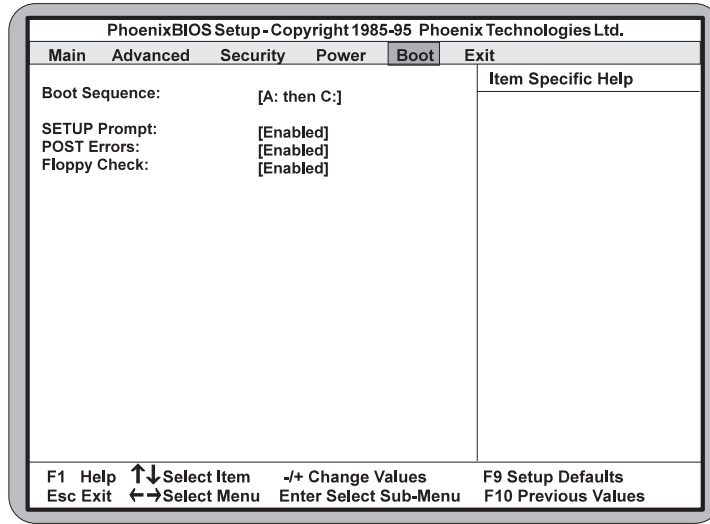 PhoenixBIOS Setup - Copyright 1985-95 Phoenix Technologies Ltd.
Main Advanced Security Power Boot Exit
Item Specific Help
Boot Sequence: [A: then C:]
SETUP Prompt: [Enabled]
POST Errors: [Enabled]
Floppy Check: [Enabled]
F1 Help ↑↓ Select Item -/+ Change Values F9 Setup Defaults
Esc Exit ←→ Select Menu Enter Select Sub-Menu F10 Previous Values